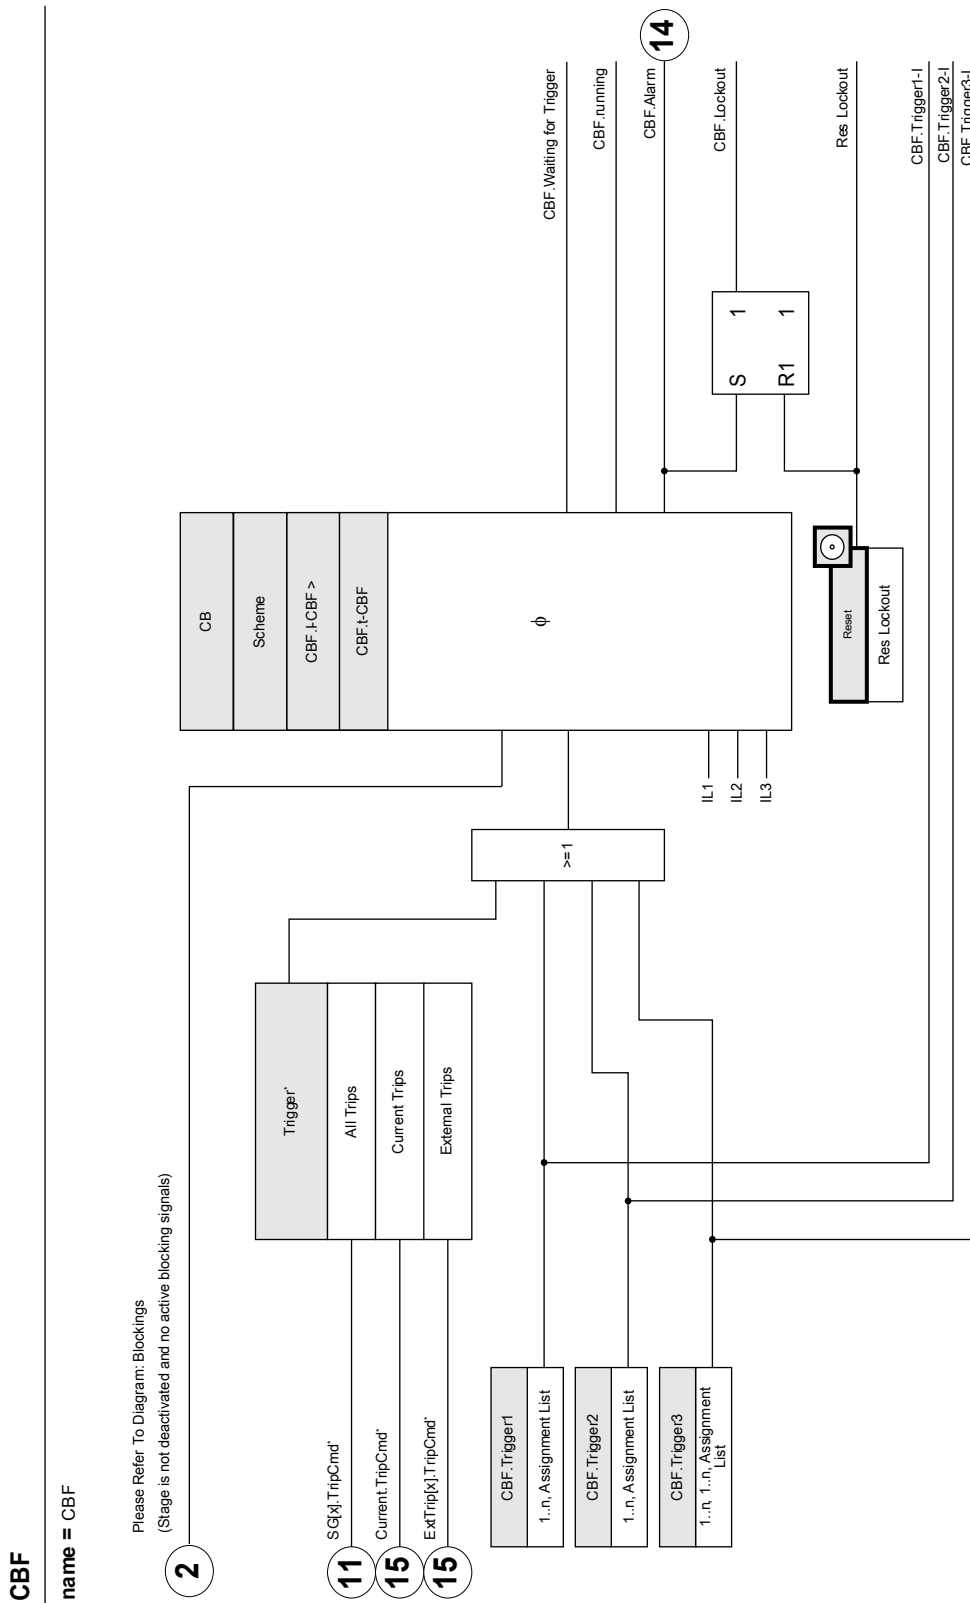 CBF
name = CBF
Please Refer To Diagram: Blockings
(Stage is not deactivated and no active blocking signals)
2
SG[x].TripCmd*
11
Current.TripCmd*
15
ExtTrip[x].TripCmd*
15
Trigger*
All Trips
Current Trips
External Trips
CBF.Trigger1
1..n, Assignment List
CBF.Trigger2
1..n, Assignment List
CBF.Trigger3
1..n, 1..n, Assignment
List
>=1
IL1
IL2
IL3
CB
Scheme
CBF.I-CBF >
CBF.t-CBF
ϕ
Reset
Res Lockout
S
1
R1
1
CBF.Waiting for Trigger
CBF.running
CBF.Alarm
14
CBF.Lockout
Res Lockout
CBF.Trigger1-I
CBF.Trigger2-I
CBF.Trigger3-I